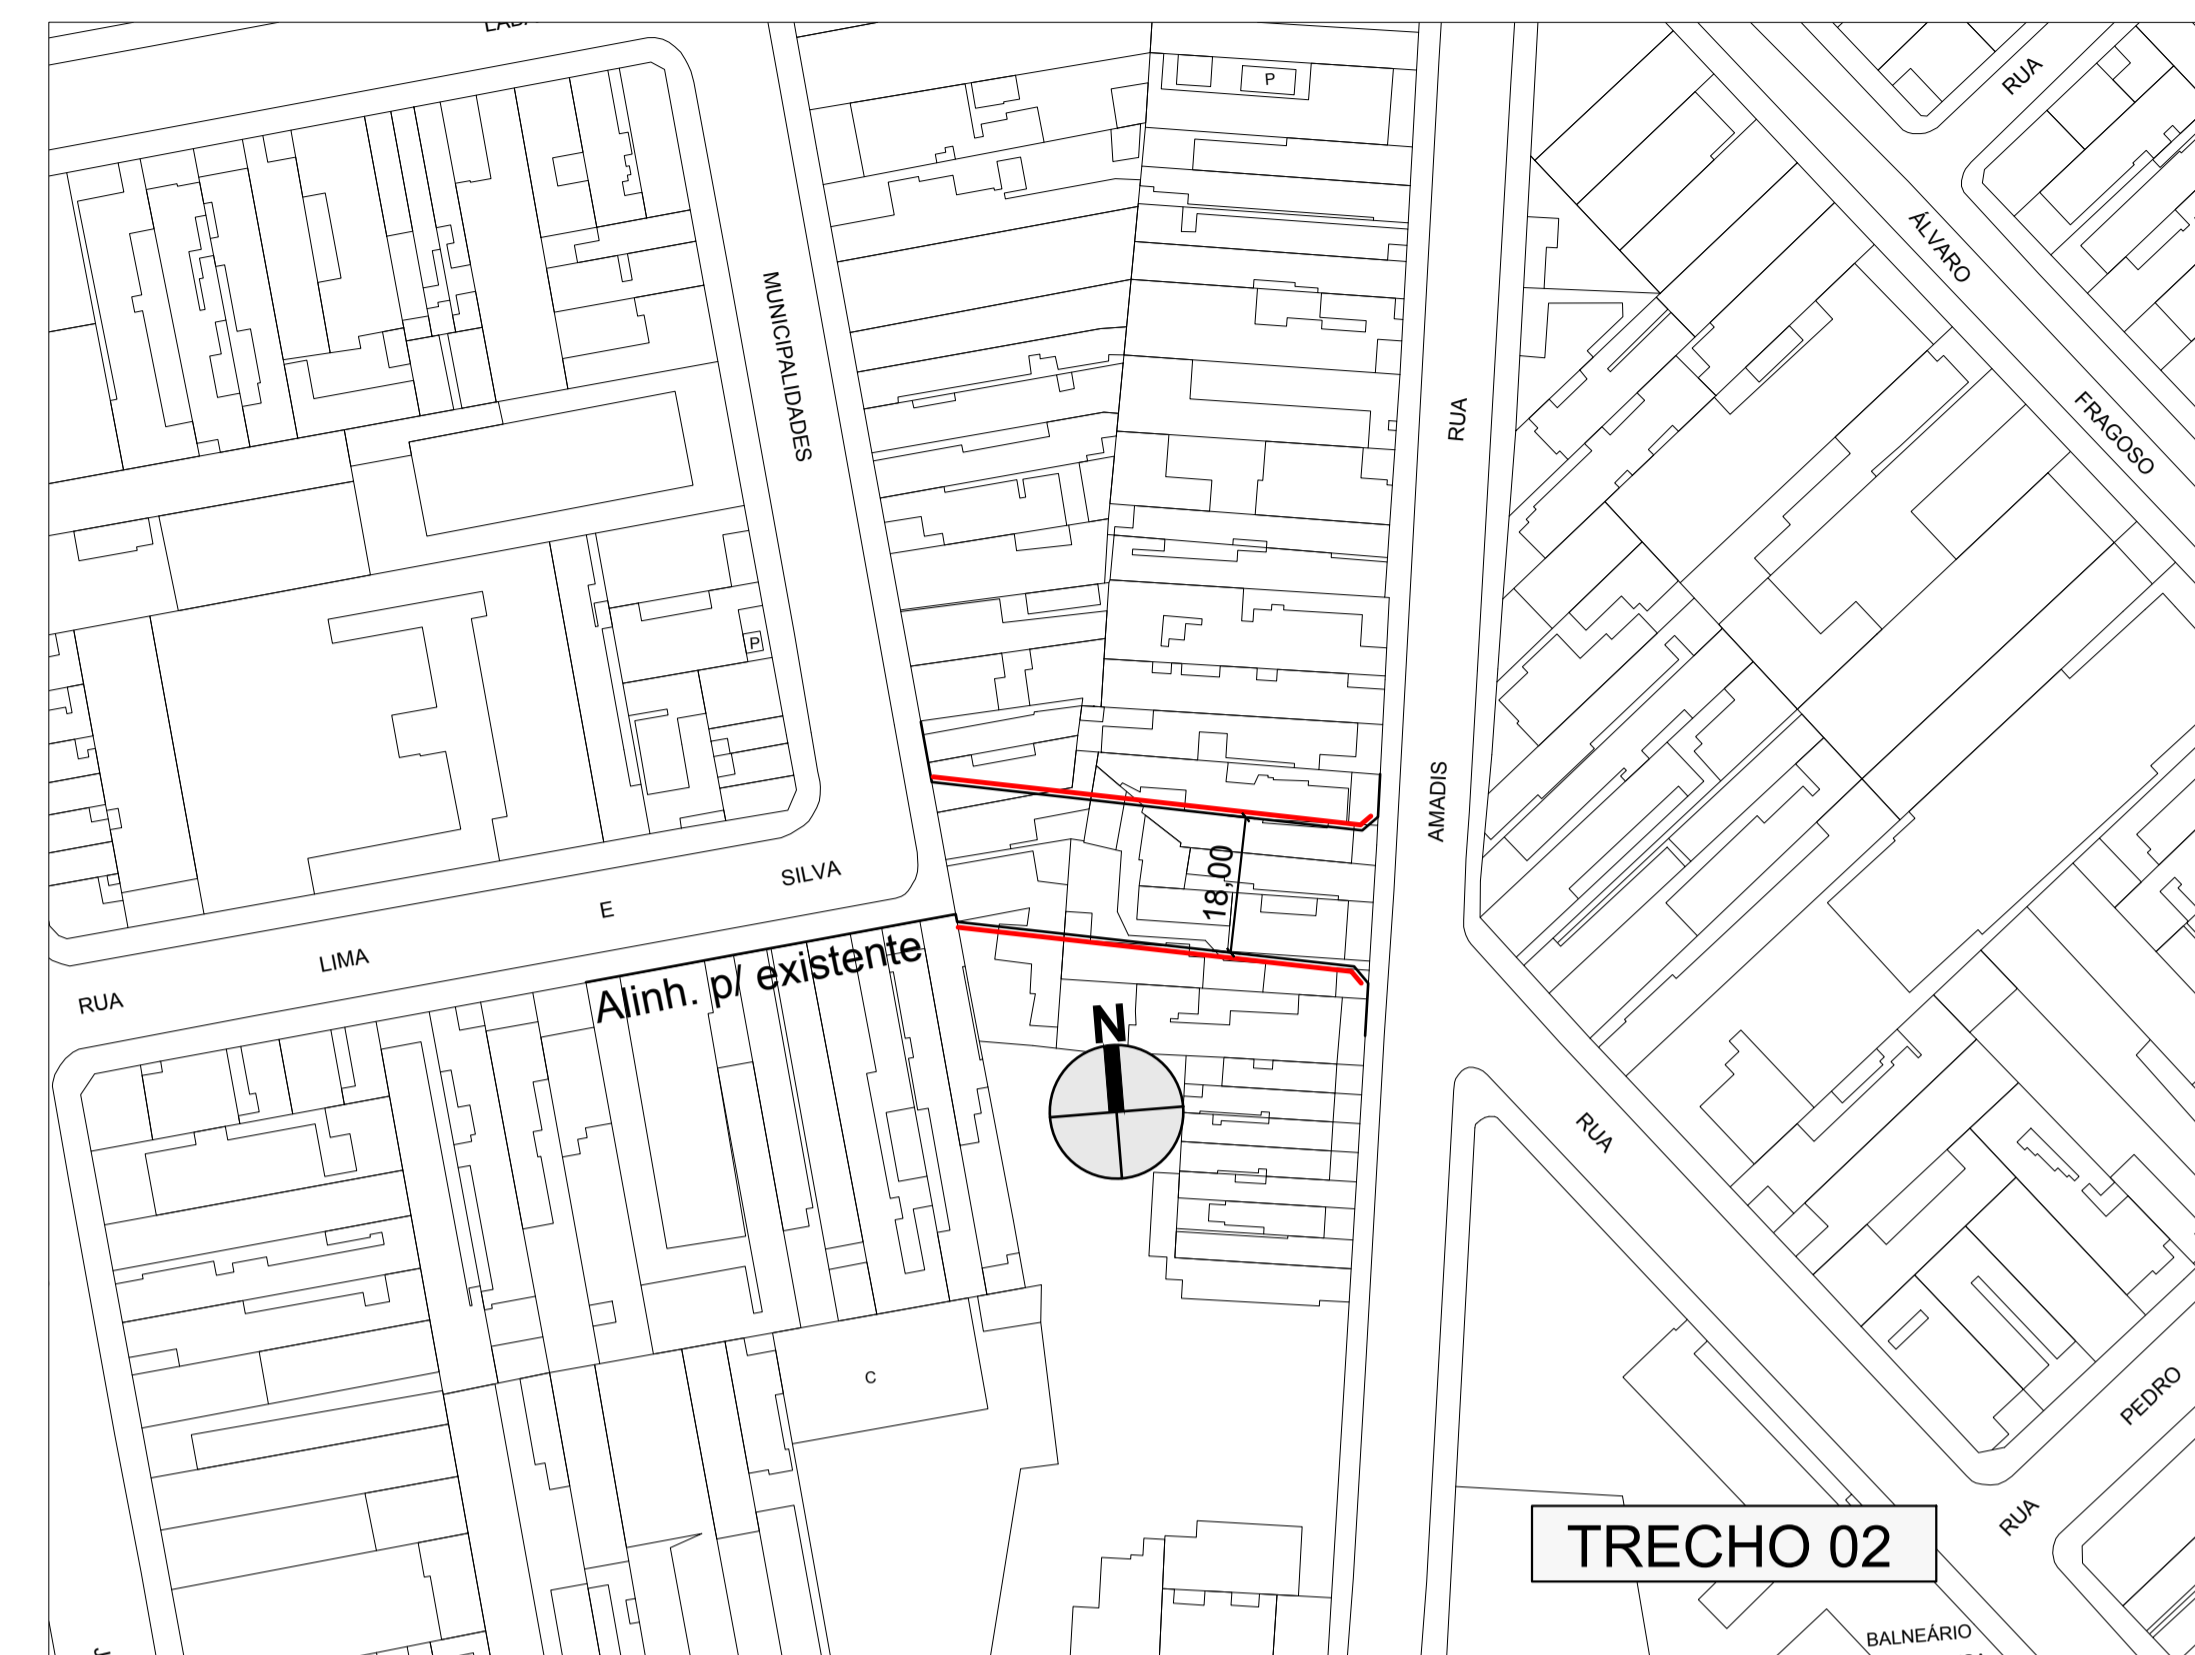 P
RUA
ÁLVARO
FRAGOSO
MUNICIPALIDADES
RUA
AMADIS
P
18,00
SILVA
E
LIMA
RUA
Alinh. p/ existente
N
RUA
C
PEDRO
RUA
TRECHO 02
BALNEÁRIO